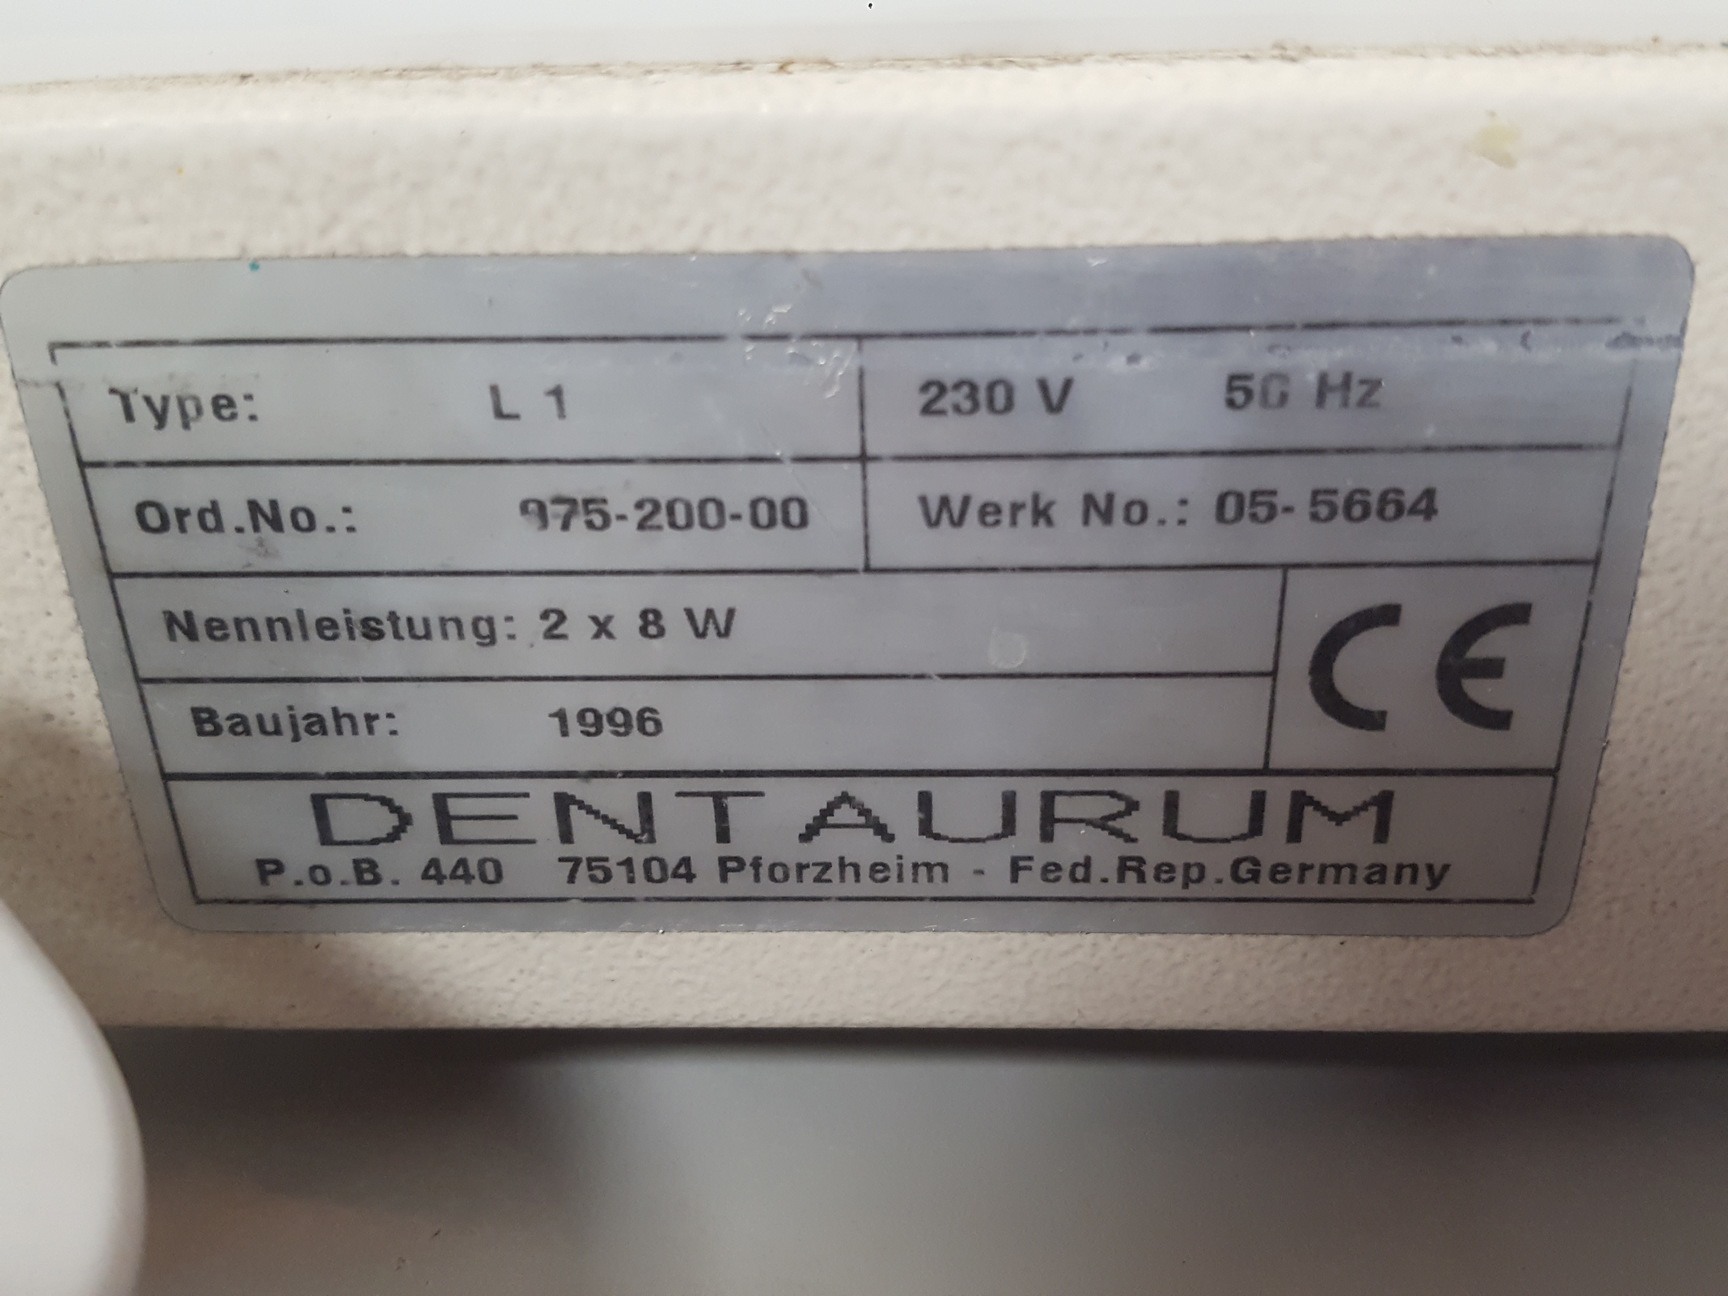 Type: L 1 230 V 50 Hz
Ord.No.: 975-200-00 Werk No.: 05-5664
Nennleistung: 2 x 8 W
Baujahr: 1996
CE
DENTAURUM
P.o.B. 440 75104 Pforzheim - Fed.Rep.Germany